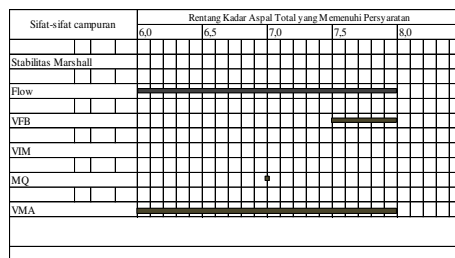 Sifat-sifat campuran
Rentang Kadar Aspal Total yang Memenuhi Persyaratan
6,0 6,5 7,0 7,5 8,0
Stabilitas Marshall
Flow
VFB
VIM
MQ
VMA